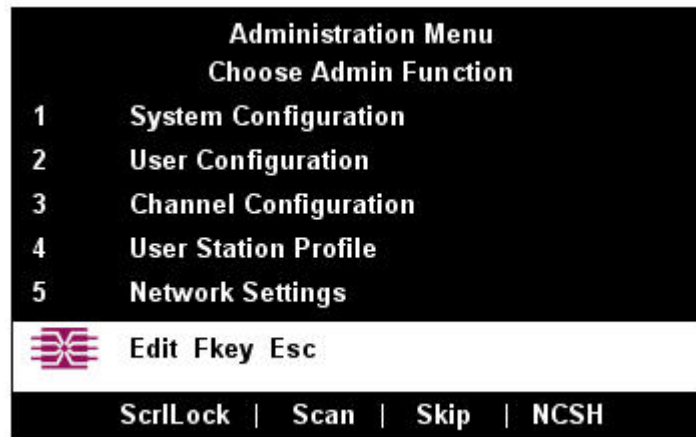 Administration Menu
Choose Admin Function
1 System Configuration
2 User Configuration
3 Channel Configuration
4 User Station Profile
5 Network Settings
Edit Fkey Esc
ScrlLock | Scan | Skip | NCSH